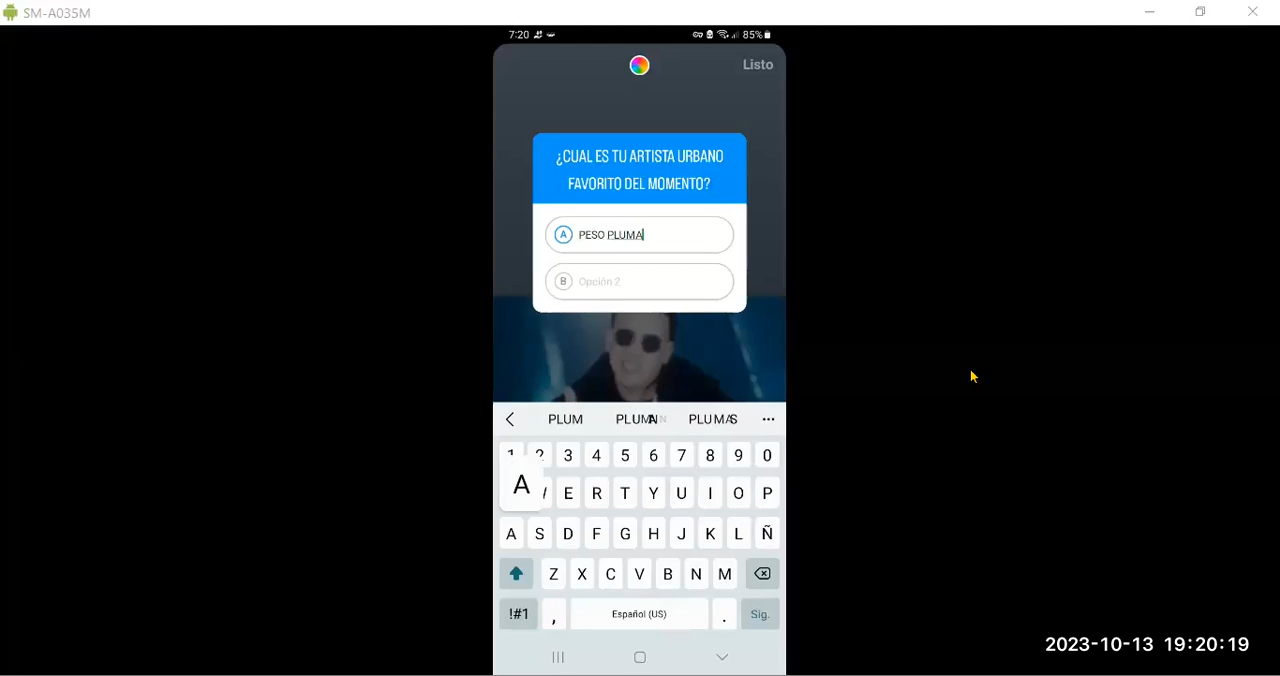 SM-A035M
7:20 85%
Listo
¿CUAL ES TU ARTISTA URBANO
FAVORITO DEL MOMENTO?
A PESO PLUMA
B Opción 2
PLUM PLUMAS
1 2 3 4 5 6 7 8 9 0
A E R T Y U I O P
A S D F G H J K L Ñ
Z X C V B N M
!#1 , Español (US) . Sig.
2023-10-13 19:20:19